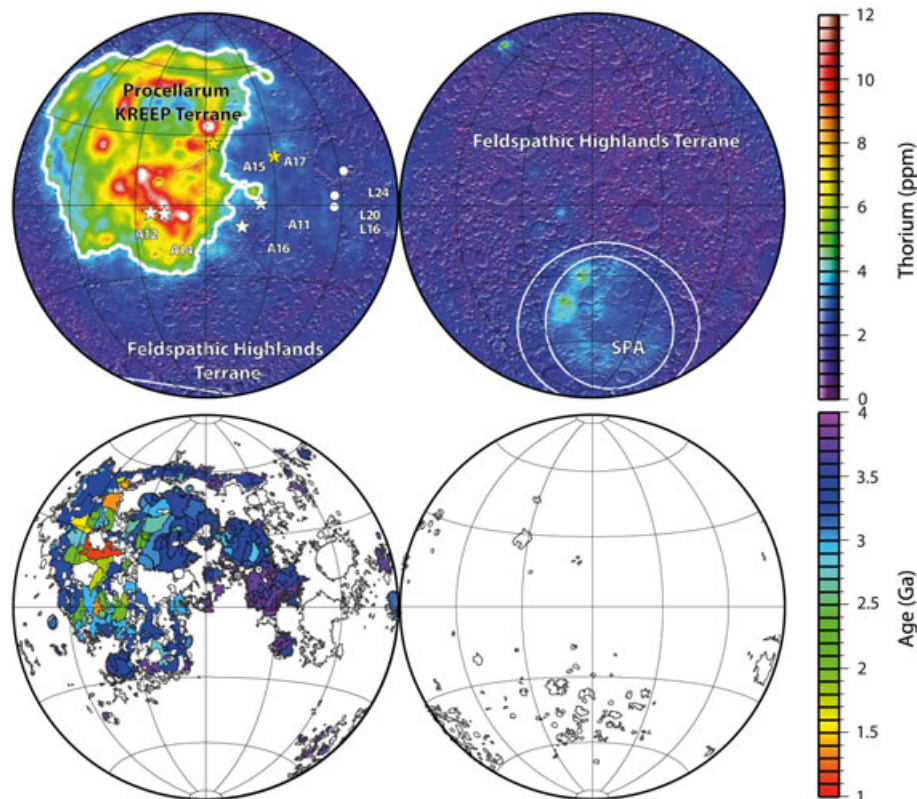 Procellarum
KREEP Terrane
A15
A17
L24
L20
L16
A11
A12
A14
A16
Feldspathic Highlands
Terrane
Feldspathic Highlands Terrane
SPA
12
10
8
6
4
2
0
Thorium (ppm)
4
3.5
3
2.5
2
1.5
1
Age (Ga)